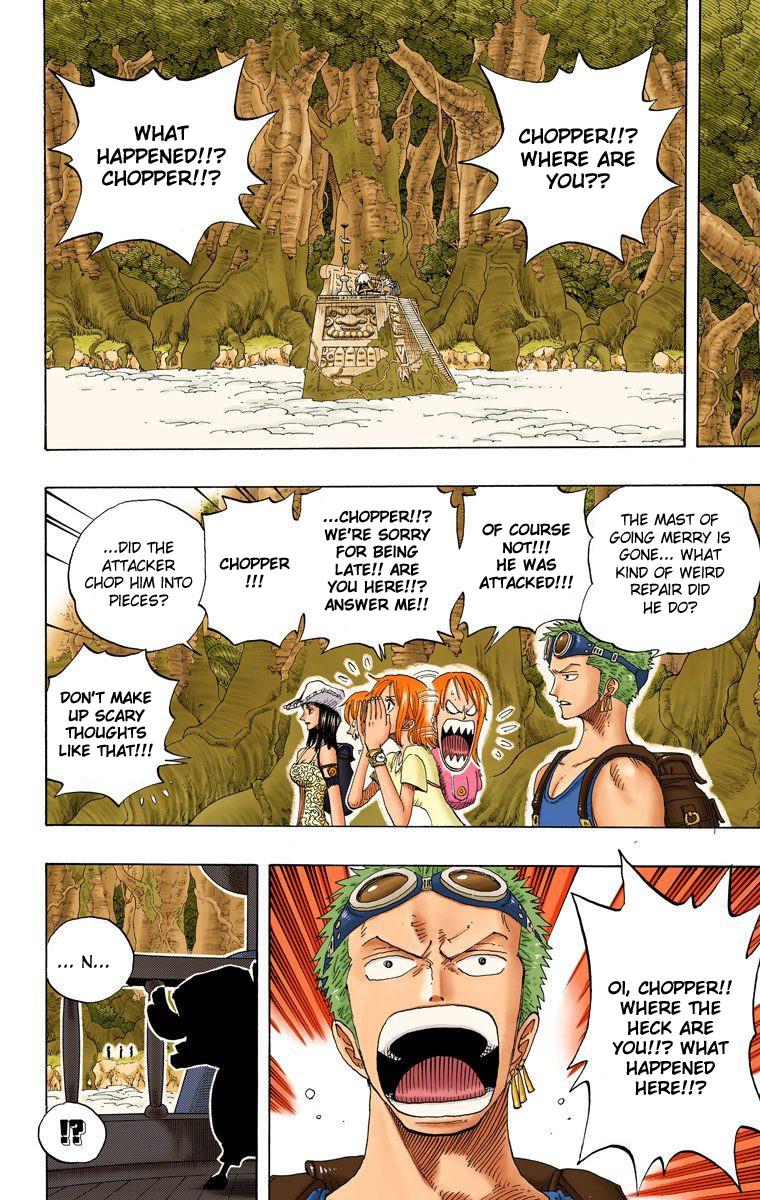 CHOPPER!!?
WHERE ARE
YOU??
WHAT
HAPPENED!!?
CHOPPER!!?
THE MAST OF
GOING MERRY IS
GONE... WHAT
KIND OF WEIRD
REPAIR DID
HE DO?
OF COURSE
NOT!!!
HE WAS
ATTACKED!!!
...CHOPPER!!?
WE'RE SORRY
FOR BEING
LATE!! ARE
YOU HERE!!?
ANSWER ME!!
CHOPPER
!!!
...DID THE
ATTACKER
CHOP HIM INTO
PIECES?
DON'T MAKE
UP SCARY
THOUGHTS
LIKE THAT!!!
OI, CHOPPER!!
WHERE THE
HECK ARE
YOU!!? WHAT
HAPPENED
HERE!!?
... N...
!?